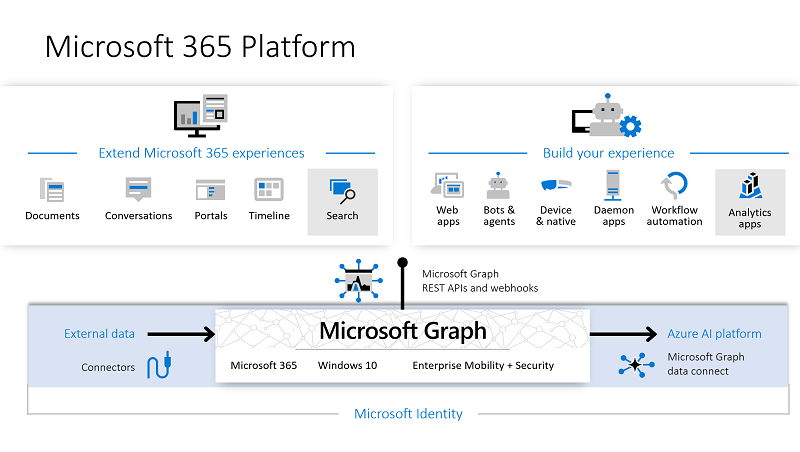 Microsoft 365 Platform
Extend Microsoft 365 experiences
Documents
Conversations
Portals
Timeline
Search
Build your experience
Web
apps
Bots &
agents
Device
& native
Daemon
apps
Workflow
automation
Analytics
apps
Microsoft Graph
REST APIs and webhooks
External data
Connectors
Microsoft Graph
Microsoft 365
Windows 10
Enterprise Mobility + Security
Azure AI platform
Microsoft Graph
data connect
Microsoft Identity